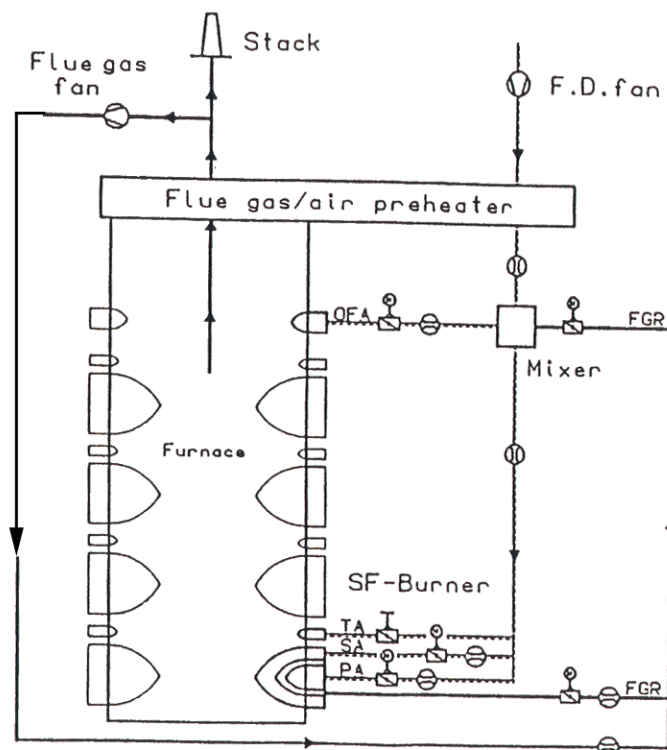 Stack
Flue gas
fan
F.D.fan
Flue gas/air preheater
OFA
FGR
Mixer
Furnace
SF-Burner
TA
SA
PA
FGR